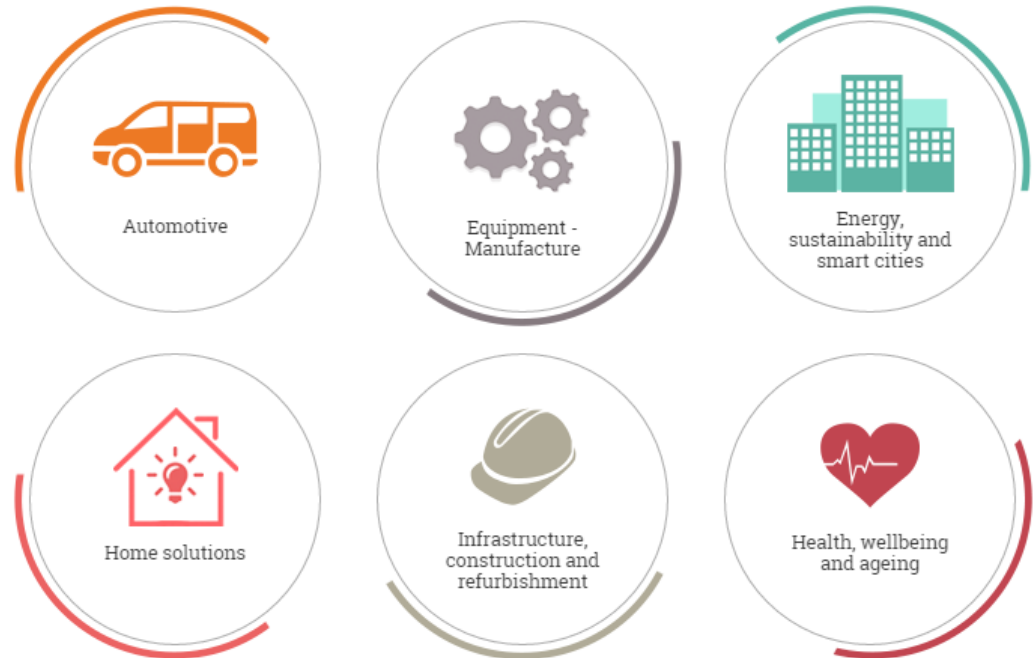 Automotive
Equipment -
Manufacture
Energy,
sustainability and
smart cities
Home solutions
Infrastructure,
construction and
refurbishment
Health, wellbeing
and ageing